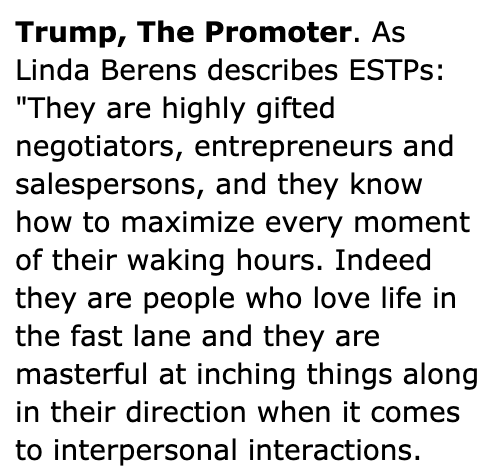 Trump, The Promoter. As
Linda Berens describes ESTPs:
"They are highly gifted
negotiators, entrepreneurs and
salespersons, and they know
how to maximize every moment
of their waking hours. Indeed
they are people who love life in
the fast lane and they are
masterful at inching things along
in their direction when it comes
to interpersonal interactions.